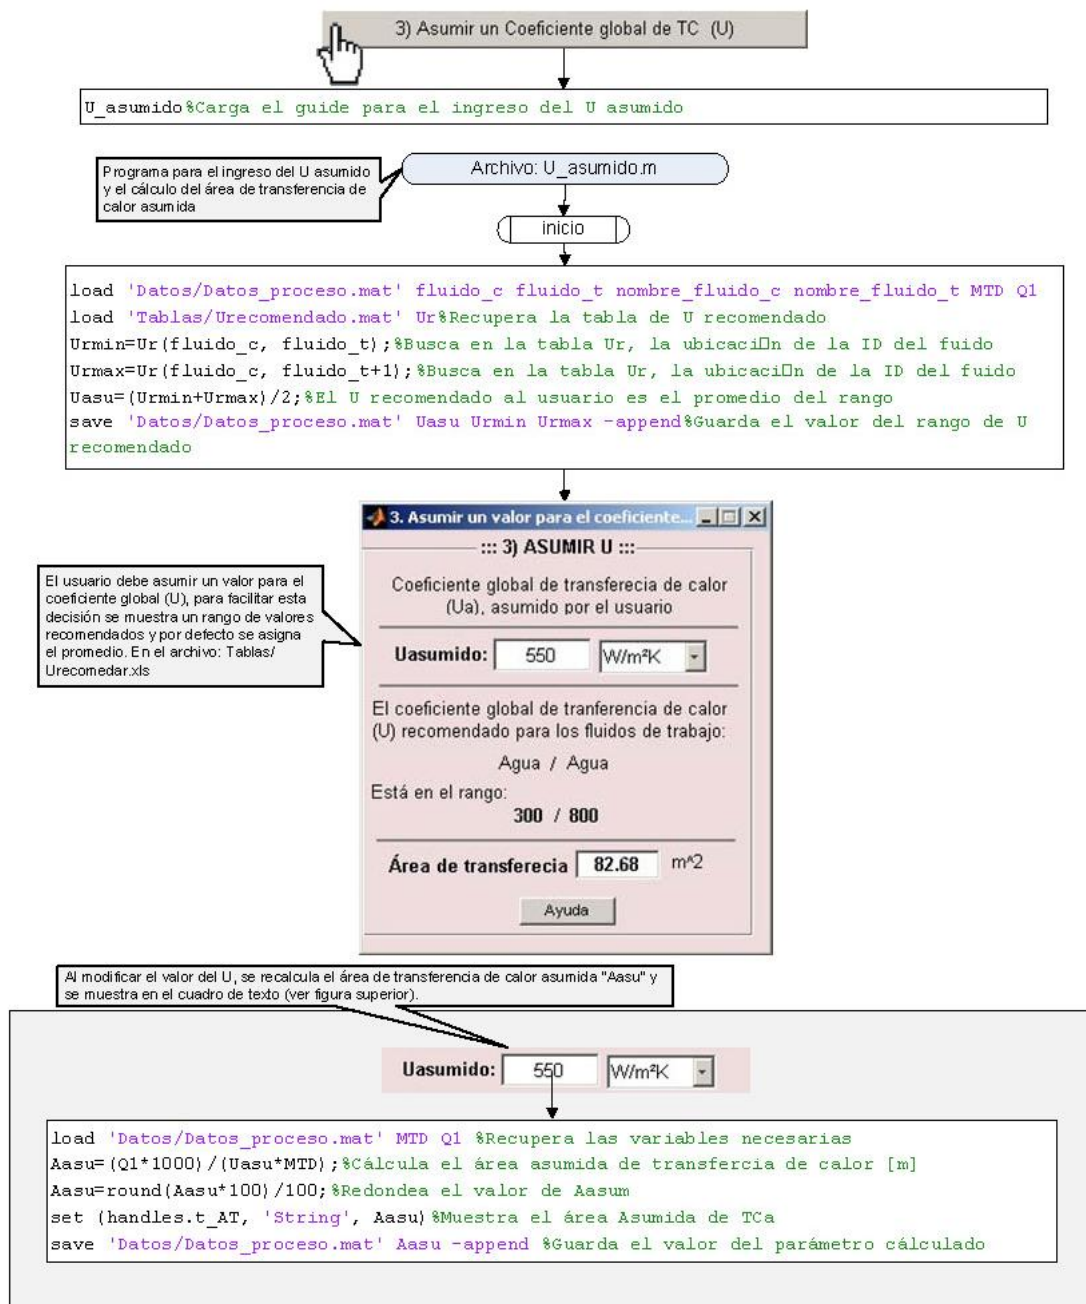 3) Asumir un Coeficiente global de TC (U)
U_asumido%Carga el guide para el ingreso del U asumido
Programa para el ingreso del U asumido
y el cálculo del área de transferencia de
calor asumida
Archivo: U_asumido.m
inicio
load 'Datos/Datos_proceso.mat' fluido_c fluido_t nombre_fluido_c nombre_fluido_t MTD Q1
load 'Tablas/Urecomendado.mat' Ur%Recupera la tabla de U recomendado
Urmin=Ur(fluido_c, fluido_t);%Busca en la tabla Ur, la ubicaci□n de la ID del fuido
Urmax=Ur(fluido_c, fluido_t+1);%Busca en la tabla Ur, la ubicaci□n de la ID del fuido
Uasu=(Urmin+Urmax)/2;%El U recomendado al usuario es el promedio del rango
save 'Datos/Datos_proceso.mat' Uasu Urmin Urmax -append%Guarda el valor del rango de U
recomendado
3. Asumir un valor para el coeficiente...
::: 3) ASUMIR U :::
Coeficiente global de transferecia de calor
(Ua), asumido por el usuario
Uasumido: 550 W/m²K
El coeficiente global de tranferencia de calor
(U) recomendado para los fluidos de trabajo:
Agua / Agua
Está en el rango:
300 / 800
Área de transferecia 82.68 m^2
Ayuda
El usuario debe asumir un valor para el
coeficiente global (U), para facilitar esta
decisión se muestra un rango de valores
recomendados y por defecto se asigna
el promedio. En el archivo: Tablas/
Urecomedar.xls
Al modificar el valor del U, se recalcula el área de transferencia de calor asumida "Aasu" y
se muestra en el cuadro de texto (ver figura superior).
Uasumido: 550 W/m²K
load 'Datos/Datos_proceso.mat' MTD Q1 %Recupera las variables necesarias
Aasu=(Q1*1000)/(Uasu*MTD);%Cálcula el área asumida de transfercia de calor [m]
Aasu=round(Aasu*100)/100;%Redondea el valor de Aasum
set (handles.t_AT, 'String', Aasu)%Muestra el área Asumida de TCa
save 'Datos/Datos_proceso.mat' Aasu -append %Guarda el valor del parámetro cálculado